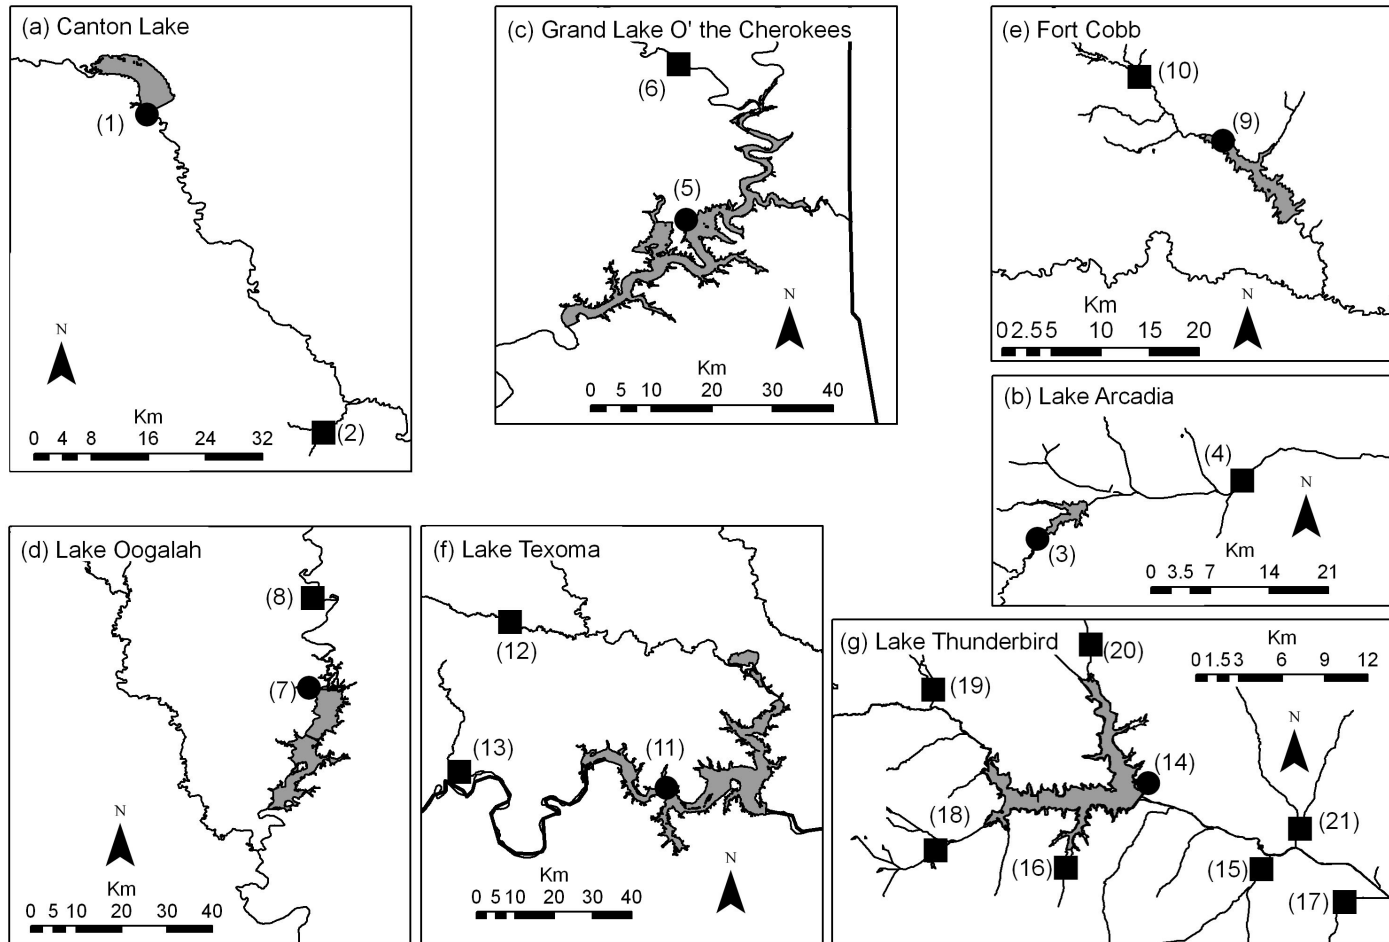 (a) Canton Lake
(1)
N
Km
0 4 8 16 24 32
(2)
(c) Grand Lake O' the Cherokees
(6)
(5)
N
Km
0 5 10 20 30 40
(e) Fort Cobb
(10)
(9)
Km
0 2.5 5 10 15 20
N
(b) Lake Arcadia
(4)
N
(3)
Km
0 3.5 7 14 21
(d) Lake Oogalah
(8)
(7)
N
Km
0 5 10 20 30 40
(f) Lake Texoma
(12)
(13)
(11)
N
Km
0 5 10 20 30 40
(g) Lake Thunderbird
(20)
Km
0 1.5 3 6 9 12
(19)
N
(14)
(18)
(21)
(16)
(15)
(17)